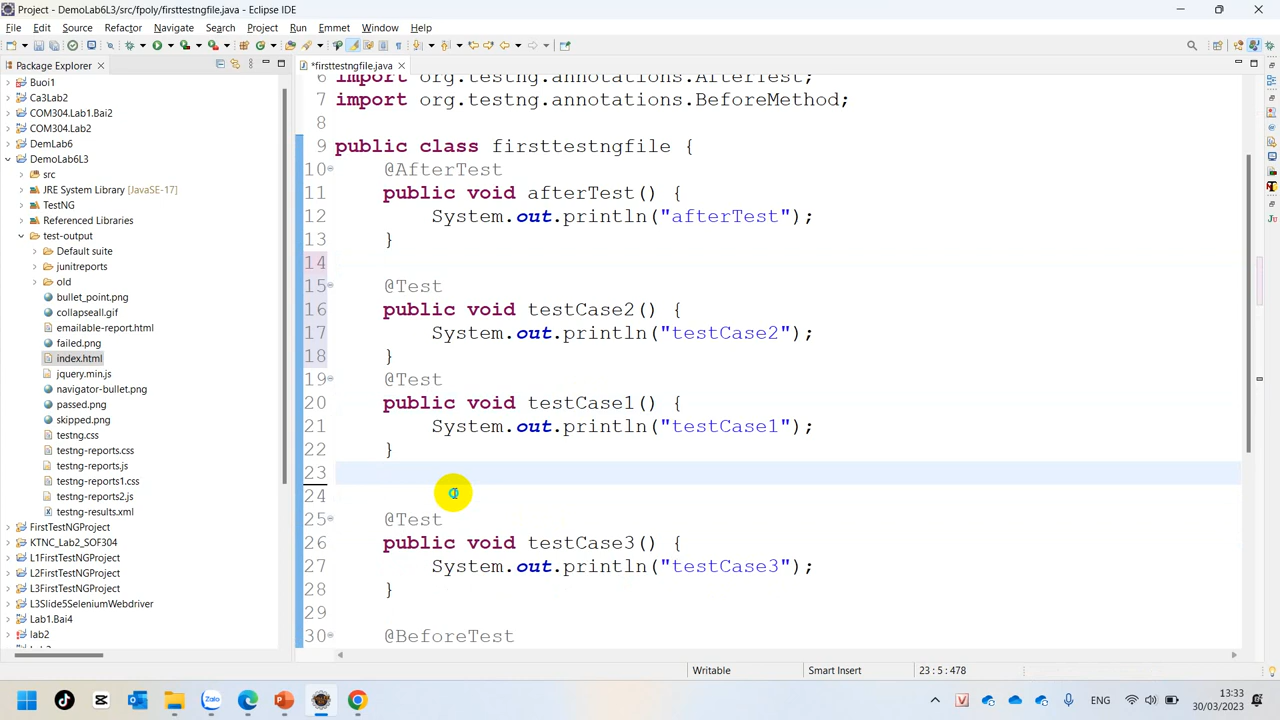 Project - DemoLab6L3/src/fpoly/firsttestngfile.java - Eclipse IDE
File Edit Source Refactor Navigate Search Project Run Emmet Window Help
Package Explorer
*firsttestngfile.java
Buoi1
Ca3Lab2
COM304.Lab1.Bai2
COM304.Lab2
DemLab6
DemoLab6L3
src
JRE System Library [JavaSE-17]
TestNG
Referenced Libraries
test-output
Default suite
junitreports
old
bullet_point.png
collapseall.gif
emailable-report.html
failed.png
index.html
jquery.min.js
navigator-bullet.png
passed.png
skipped.png
testng.css
testng-reports.css
testng-reports.js
testng-reports1.css
testng-reports2.js
testng-results.xml
FirstTestNGProject
KTNC_Lab2_SOF304
L1FirstTestNGProject
L2FirstTestNGProject
L3FirstTestNGProject
L3Slide5SeleniumWebdriver
Lab1.Bai4
lab2
6 import org.testng.annotations.AfterTest;
7 import org.testng.annotations.BeforeMethod;
8
9 public class firsttestngfile {
10 @AfterTest
11 public void afterTest() {
12 System.out.println("afterTest");
13 }
14
15 @Test
16 public void testCase2() {
17 System.out.println("testCase2");
18 }
19 @Test
20 public void testCase1() {
21 System.out.println("testCase1");
22 }
23
24
25 @Test
26 public void testCase3() {
27 System.out.println("testCase3");
28 }
29
30 @BeforeTest
Writable Smart Insert 23 : 5 : 478
Zalo
ENG
13:33
30/03/2023